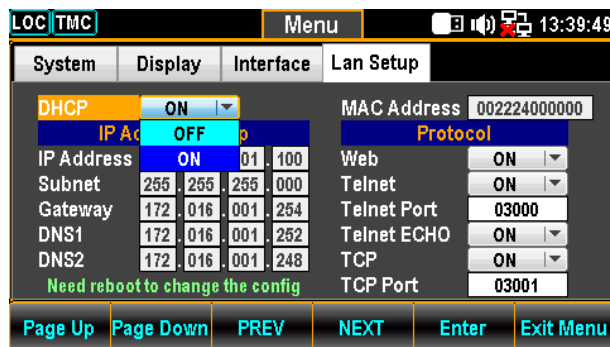 LOC TMC Menu 13:39:49
System Display Interface Lan Setup
DHCP ON MAC Address 002224000000
OFF Protocol
IP Address ON 01 . 100 Web ON
Subnet 255 . 255 . 255 . 000 Telnet ON
Gateway 172 . 016 . 001 . 254 Telnet Port 03000
DNS1 172 . 016 . 001 . 252 Telnet ECHO ON
DNS2 172 . 016 . 001 . 248 TCP ON
Need reboot to change the config TCP Port 03001
Page Up Page Down PREV NEXT Enter Exit Menu